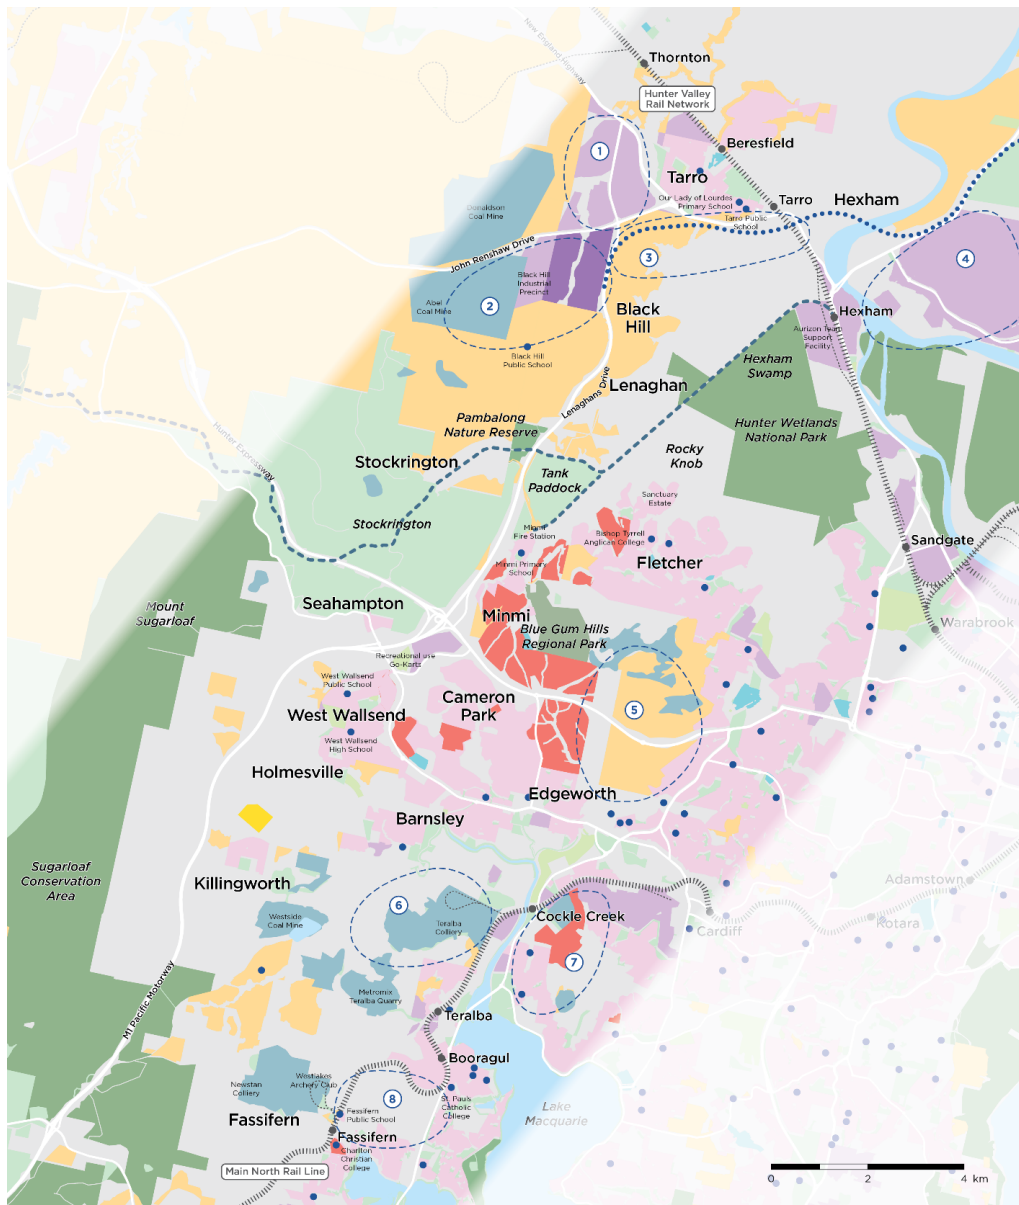 New England Highway
Thornton
Hunter Valley
Rail Network
Beresfield
1
Tarro
Our Lady of Lourdes
Primary School
Tarro
Hexham
Tarro Public
School
Donaldson
Coal Mine
John Renshaw Drive
3
4
Black Hill
Industrial
Precinct
2
Abel
Coal Mine
Black
Hill
Hexham
Aurizon Train
Support
Facility
Black Hill
Public School
Hexham
Swamp
Lenaghans Drive
Lenaghan
Pambalong
Nature Reserve
Hunter Wetlands
National Park
Hunter Expressway
Stockrington
Rocky
Knob
Tank
Paddock
Sanctuary
Estate
Stockrington
Minmi
Fire Station
Bishop Tyrrell
Anglican College
Sandgate
Minmi Primary
School
Fletcher
Seahampton
Mount
Sugarloaf
Minmi
Blue Gum Hills
Regional Park
Warabrook
Recreational use
Go-Karts
West Wallsend
Public School
Cameron
Park
5
West Wallsend
West Wallsend
High School
Holmesville
Edgeworth
Barnsley
Sugarloaf
Conservation
Area
Killingworth
Adamstown
6
Westside
Coal Mine
Teralba
Colliery
Cockle Creek
Cardiff
Kotara
7
Metromix
Teralba Quarry
M1 Pacific Motorway
Teralba
Booragul
Newstan
Colliery
Westlakes
Archery Club
8
St. Pauls
Catholic
College
Lake
Macquarie
Fassifern
Fessifern
Public School
Fassifern
Charlton
Christian
College
Main North Rail Line
0
2
4 km